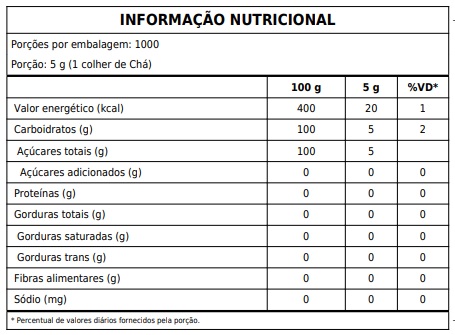 INFORMAÇÃO NUTRICIONAL
Porções por embalagem: 1000
Porção: 5 g (1 colher de Chá)
100 g 5 g %VD*
Valor energético (kcal) 400 20 1
Carboidratos (g) 100 5 2
Açúcares totais (g) 100 5
Açúcares adicionados (g) 0 0 0
Proteínas (g) 0 0 0
Gorduras totais (g) 0 0 0
Gorduras saturadas (g) 0 0 0
Gorduras trans (g) 0 0 0
Fibras alimentares (g) 0 0 0
Sódio (mg) 0 0 0
* Percentual de valores diários fornecidos pela porção.